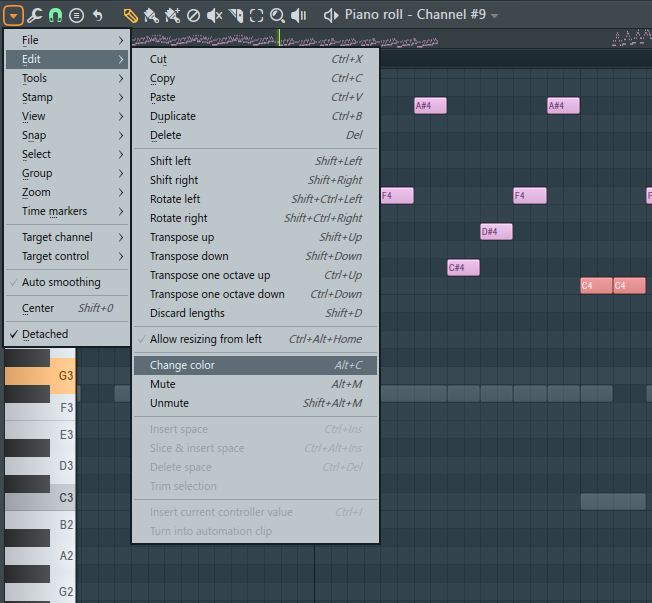 Piano roll - Channel #9
File
Edit
Tools
Stamp
View
Snap
Select
Group
Zoom
Time markers
Target channel
Target control
Auto smoothing
Center Shift+0
Detached
Cut Ctrl+X
Copy Ctrl+C
Paste Ctrl+V
Duplicate Ctrl+B
Delete Del
Shift left Shift+Left
Shift right Shift+Right
Rotate left Shift+Ctrl+Left
Rotate right Shift+Ctrl+Right
Transpose up Shift+Up
Transpose down Shift+Down
Transpose one octave up Ctrl+Up
Transpose one octave down Ctrl+Down
Discard lengths Shift+D
Allow resizing from left Ctrl+Alt+Home
Change color Alt+C
Mute Alt+M
Unmute Shift+Alt+M
Insert space Ctrl+Ins
Slice & insert space Ctrl+Alt+Ins
Delete space Ctrl+Del
Trim selection
Insert current controller value Ctrl+I
Turn into automation clip
A#4 A#4
F4 F4 F
D#4
C#4
C4 C4
G3
F3
E3
D3
C3
B2
A2
G2